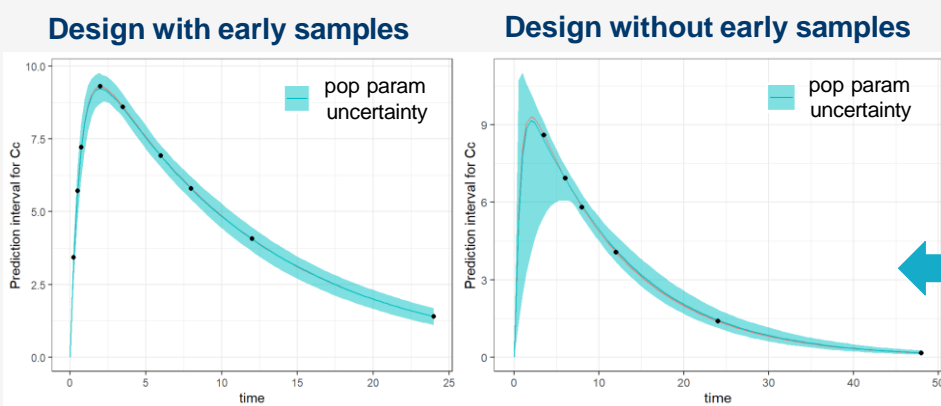 Design with early samples
Design without early samples
pop param
uncertainty
Prediction interval for Cc
10.0
7.5
5.0
2.5
0.0
0
5
10
15
20
25
time
pop param
uncertainty
Prediction interval for Cc
9
6
3
0
0
10
20
30
40
50
time